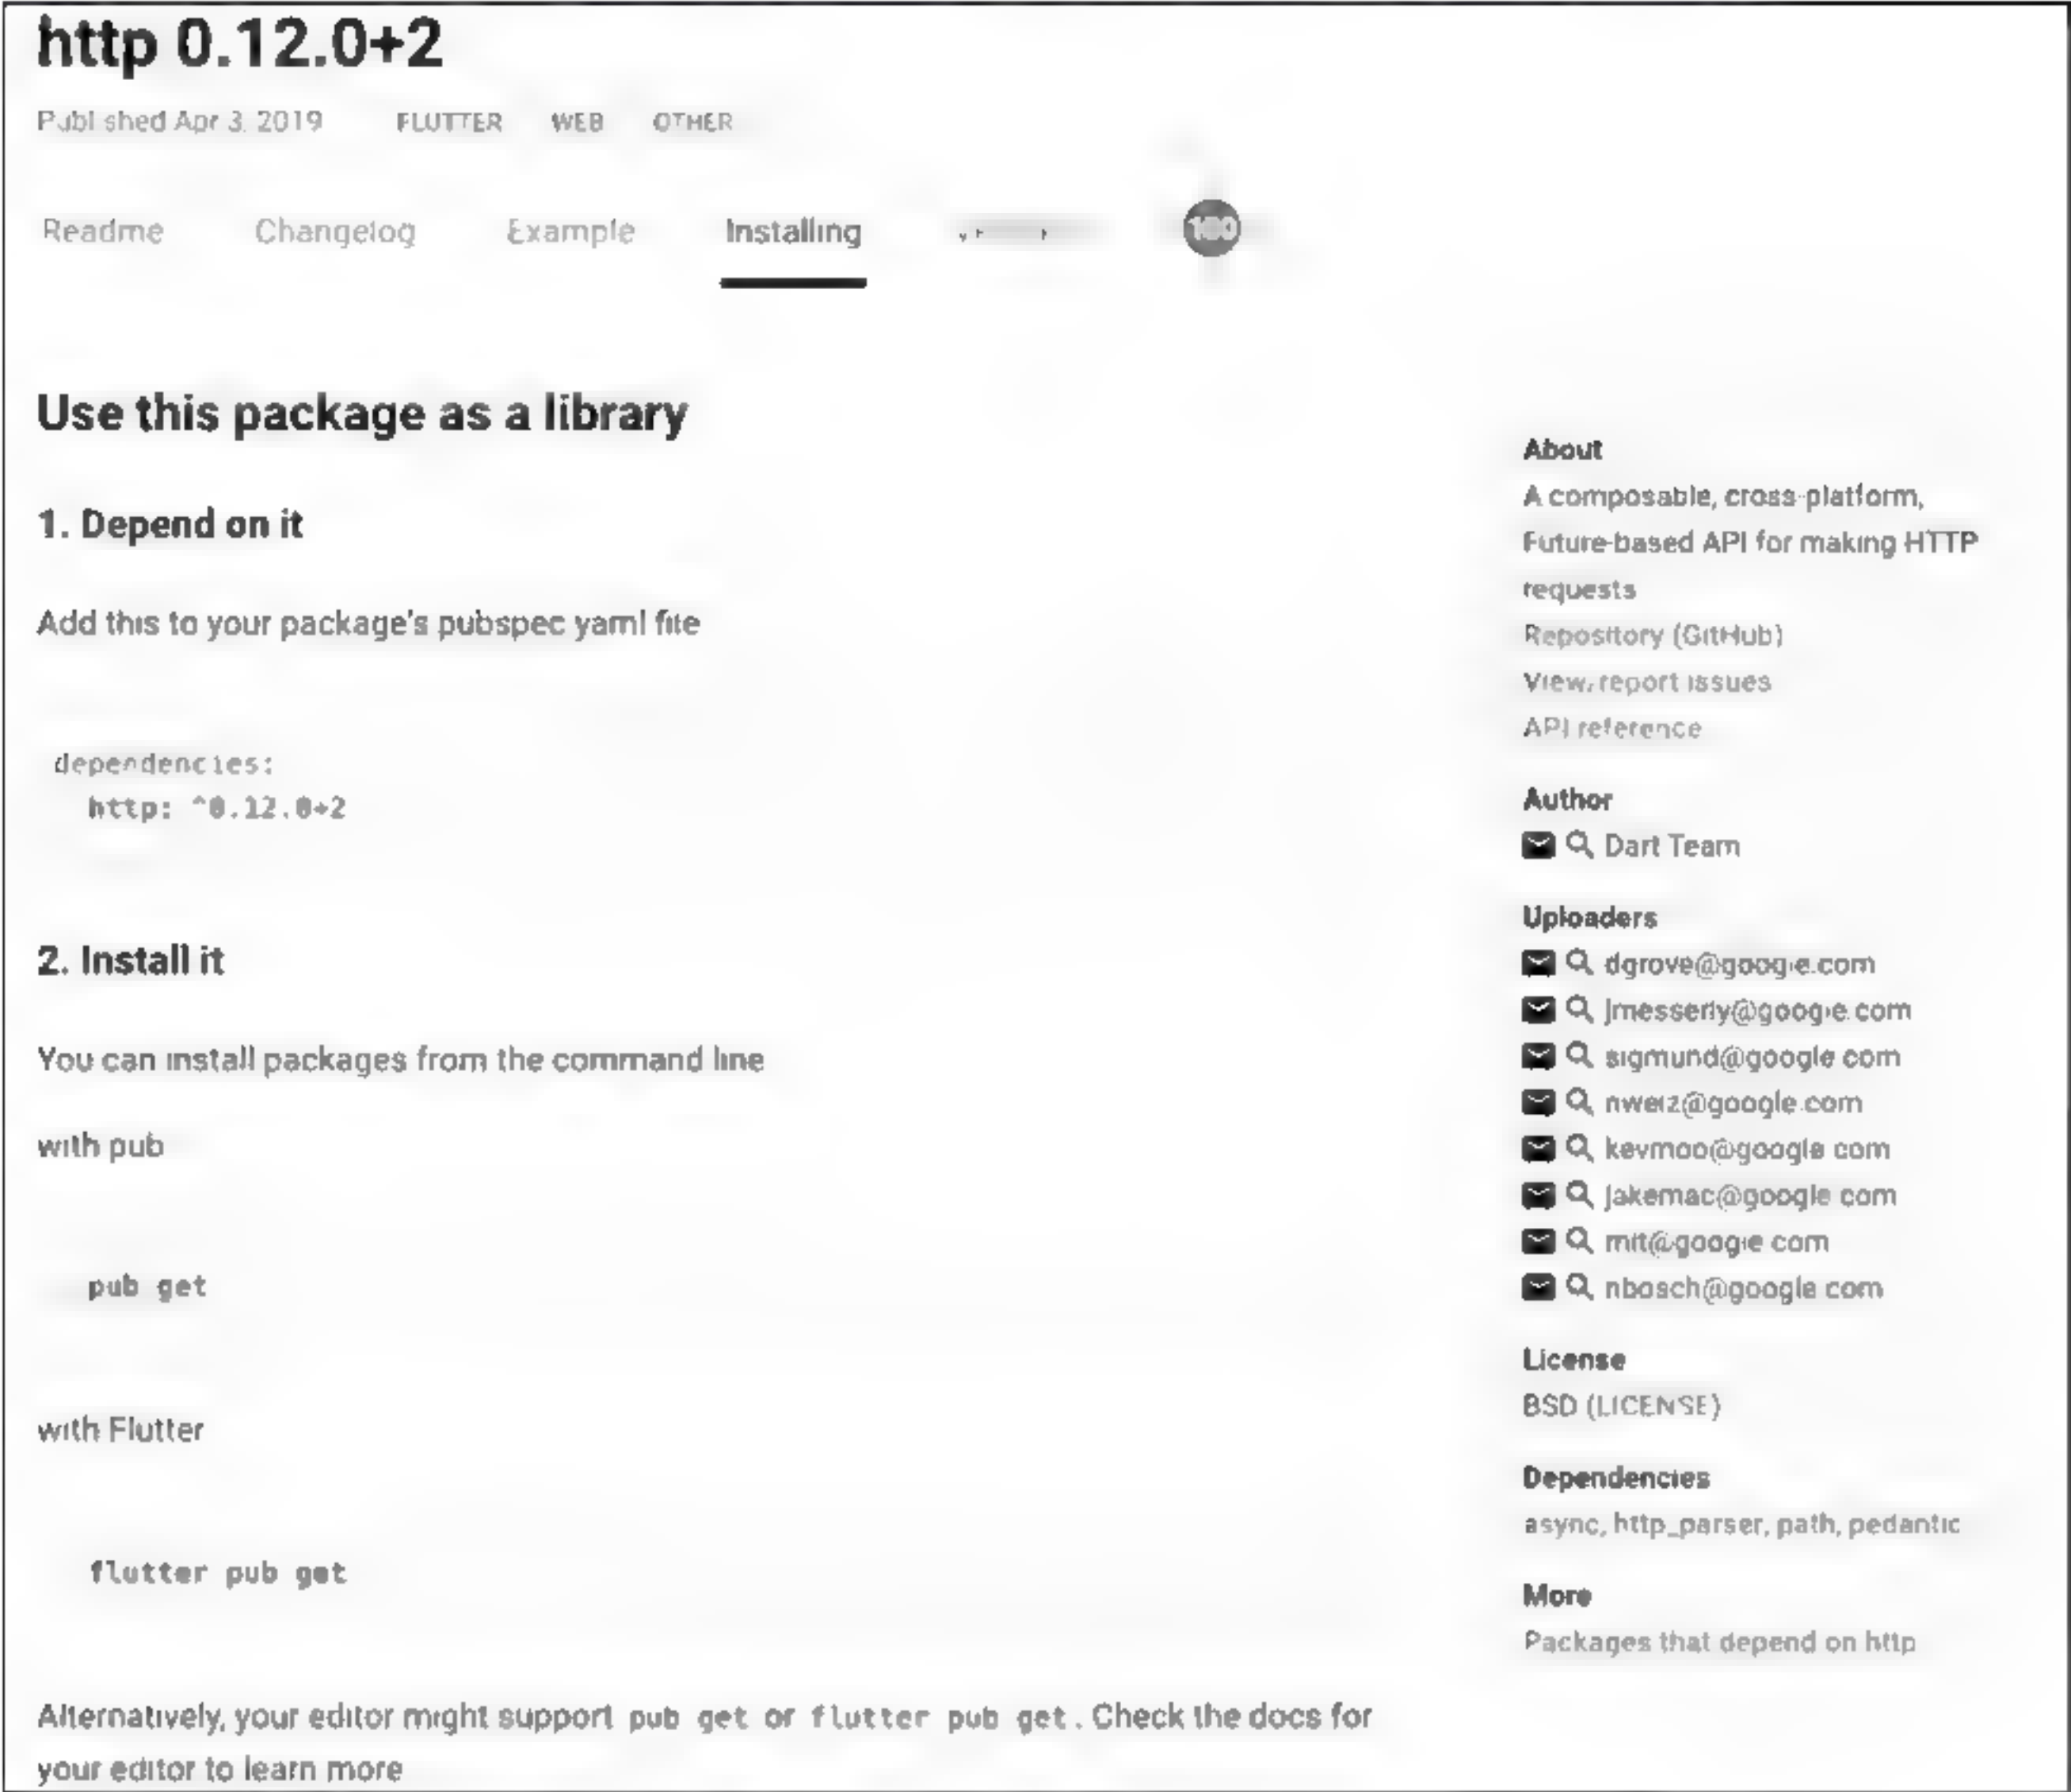 http 0.12.0+2
Published Apr 3, 2019 FLUTTER WEB OTHER
Readme Changelog Example Installing 100
Use this package as a library
1. Depend on it
Add this to your package's pubspec yaml file
dependencies:
http: ^0.12.0+2
2. Install it
You can install packages from the command line
with pub
pub get
with Flutter
flutter pub get
Alternatively, your editor might support pub get or flutter pub get. Check the docs for
your editor to learn more
About
A composable, cross-platform,
Future-based API for making HTTP
requests
Repository (GitHub)
View/report issues
API reference
Author
Dart Team
Uploaders
dgrove@google.com
jmesserly@google.com
sigmund@google.com
nweiz@google.com
kevmoo@google.com
jakemac@google.com
mit@google.com
nbosch@google.com
License
BSD (LICENSE)
Dependencies
async, http_parser, path, pedantic
More
Packages that depend on http